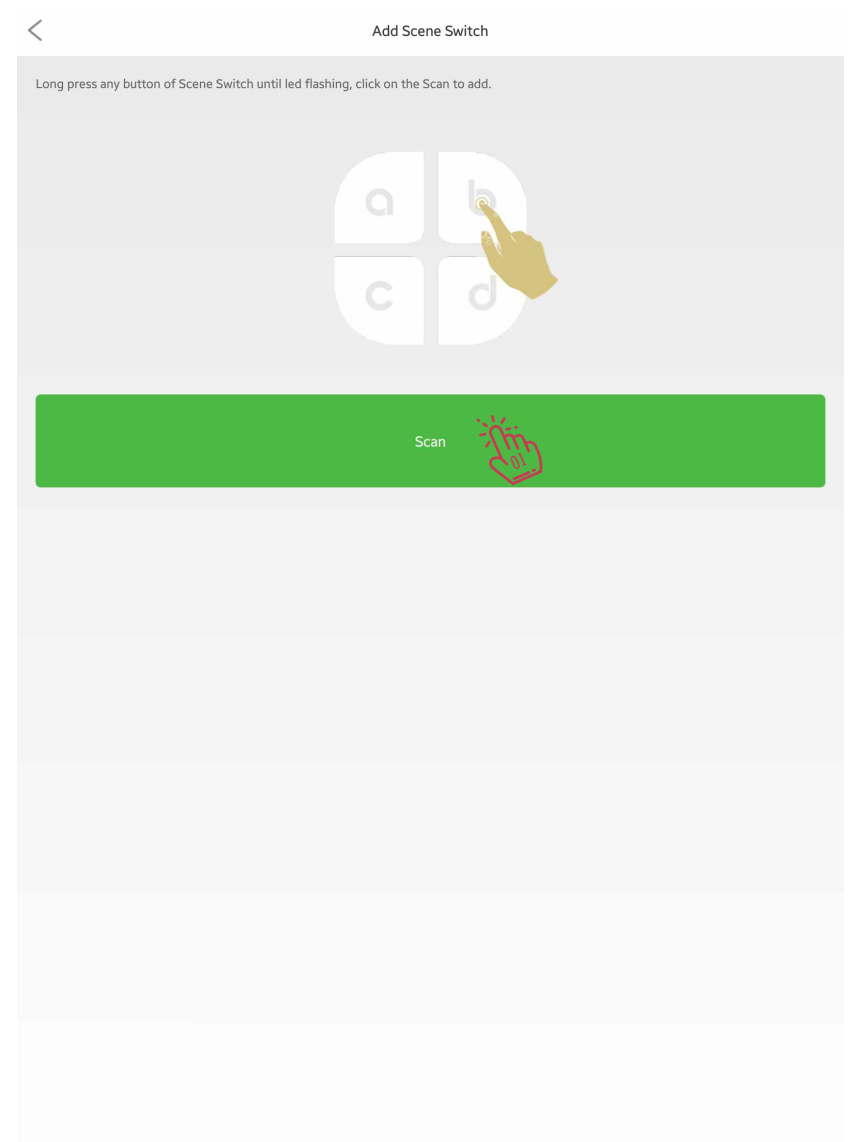 Add Scene Switch
Long press any button of Scene Switch until led flashing, click on the Scan to add.
a b
c d
Scan